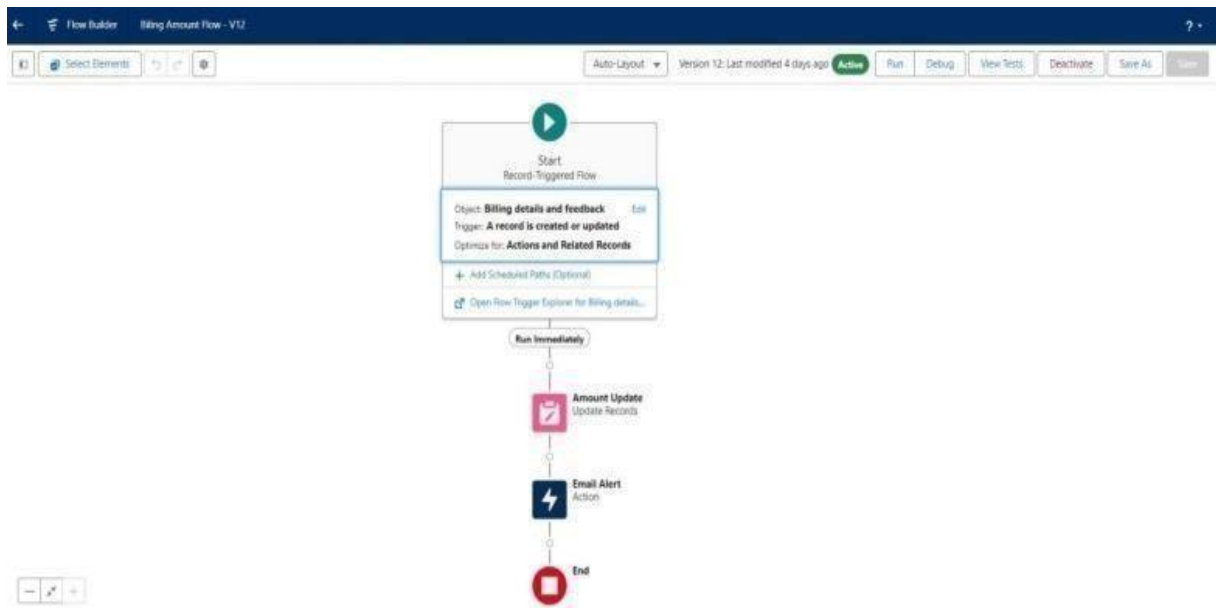 Flow Builder
Billing Amount Flow - V12
?
Select Elements
Auto-Layout
Version 12: Last modified 4 days ago
Active
Run
Debug
View Tests
Deactivate
Save As
Save
Start
Record-Triggered Flow
Object: Billing details and feedback
Edit
Trigger: A record is created or updated
Optimize for: Actions and Related Records
+ Add Scheduled Paths (Optional)
Open Flow Trigger Explorer for Billing details...
Run Immediately
Amount Update
Update Records
Email Alert
Action
End